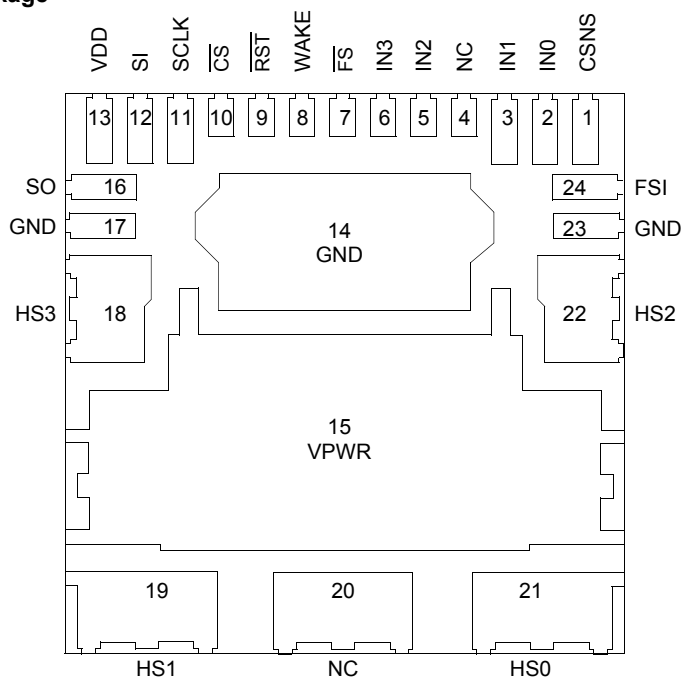 VDD SI SCLK CS RST WAKE FS IN3 IN2 NC IN1 IN0 CSNS
13 12 11 10 9 8 7 6 5 4 3 2 1
SO 16 24 FSI
GND 17 14 23 GND
GND
HS3 18 22 HS2
15
VPWR
19 20 21
HS1 NC HS0